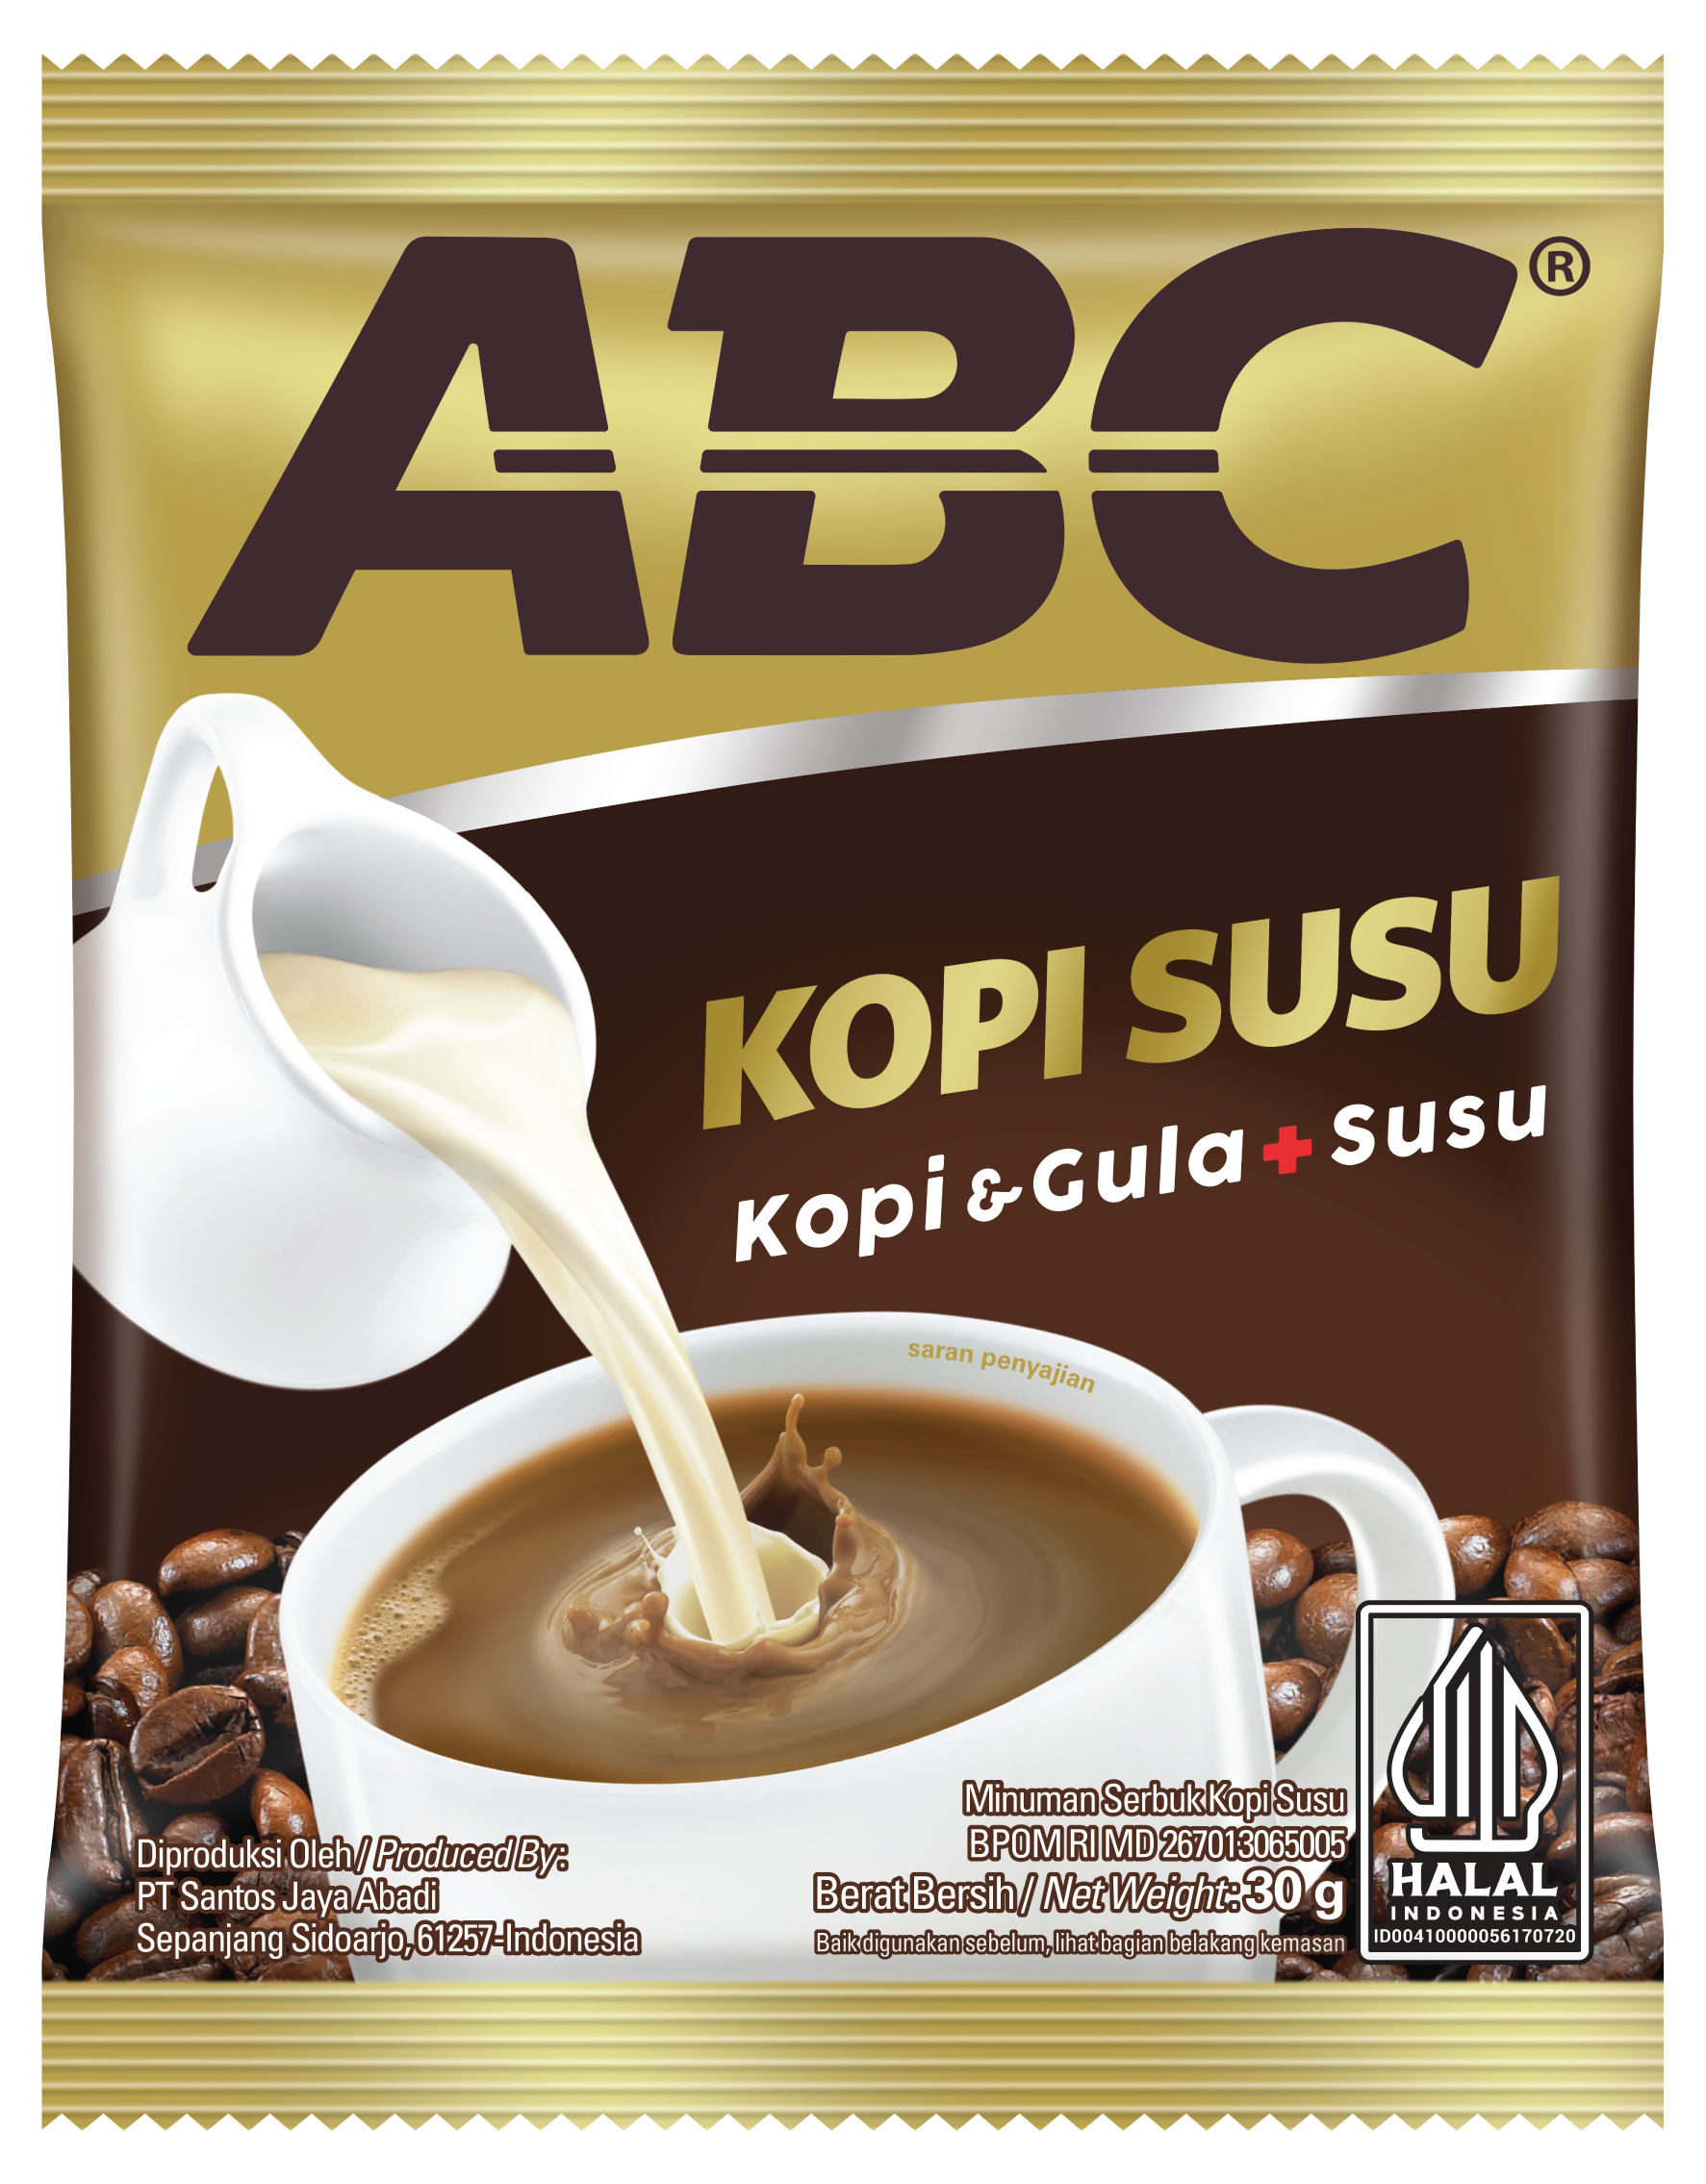 ABC®
KOPI SUSU
Kopi & Gula + Susu
saran penyajian
Diproduksi Oleh / Produced By:
PT Santos Jaya Abadi
Sepanjang Sidoarjo, 61257-Indonesia
Minuman Serbuk Kopi Susu
BPOM RI MD 267013065005
Berat Bersih / Net Weight: 30 g
Baik digunakan sebelum, lihat bagian belakang kemasan
HALAL
INDONESIA
ID00410000056170720